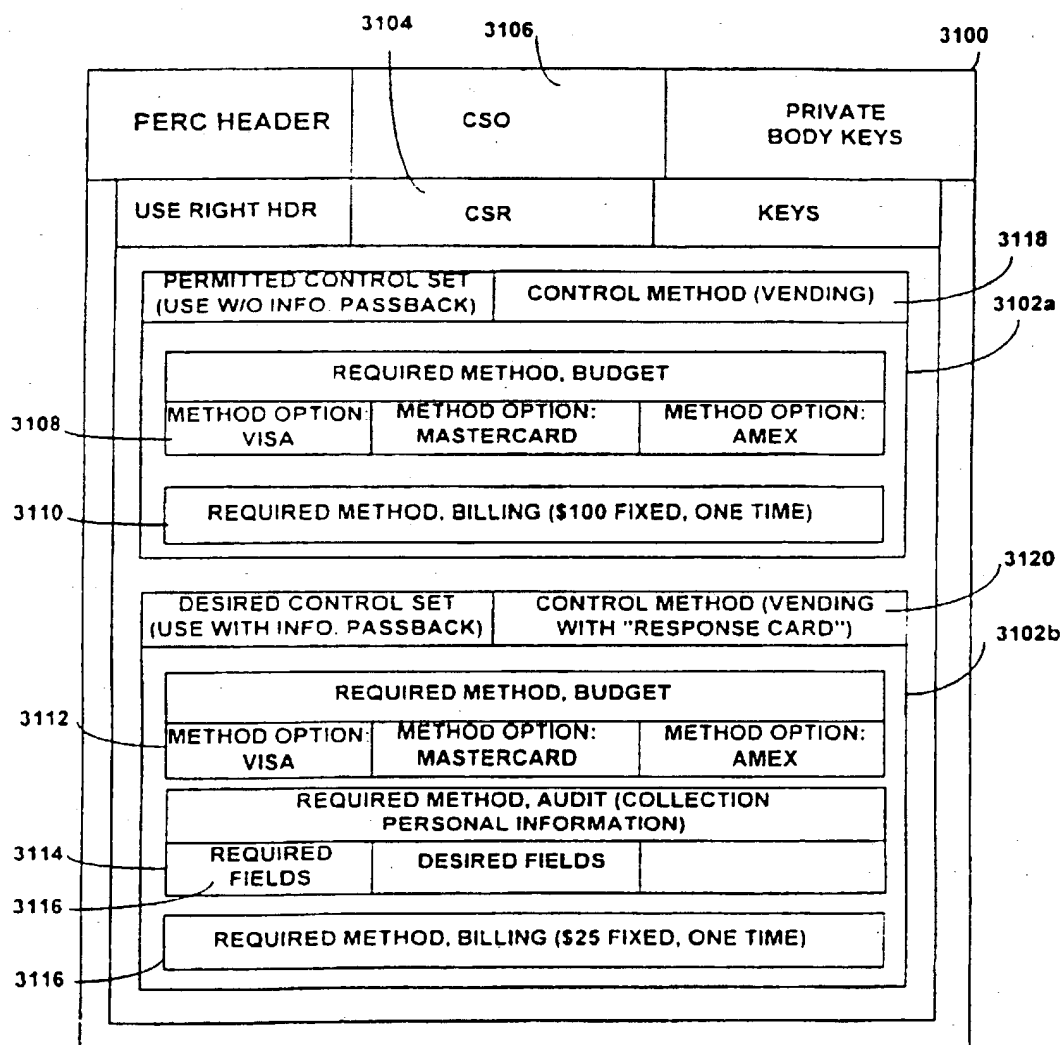 3104
3106
3100
PERC HEADER
CSO
PRIVATE
BODY KEYS
USE RIGHT HDR
CSR
KEYS
3118
PERMITTED CONTROL SET
(USE W/O INFO. PASSBACK)
CONTROL METHOD (VENDING)
3102a
REQUIRED METHOD, BUDGET
3108
METHOD OPTION:
VISA
METHOD OPTION:
MASTERCARD
METHOD OPTION:
AMEX
3110
REQUIRED METHOD, BILLING ($100 FIXED, ONE TIME)
3120
DESIRED CONTROL SET
(USE WITH INFO. PASSBACK)
CONTROL METHOD (VENDING
WITH "RESPONSE CARD")
3102b
REQUIRED METHOD, BUDGET
3112
METHOD OPTION:
VISA
METHOD OPTION:
MASTERCARD
METHOD OPTION:
AMEX
REQUIRED METHOD, AUDIT (COLLECTION
PERSONAL INFORMATION)
3114
REQUIRED
FIELDS
DESIRED FIELDS
3116
REQUIRED METHOD, BILLING ($25 FIXED, ONE TIME)
3116